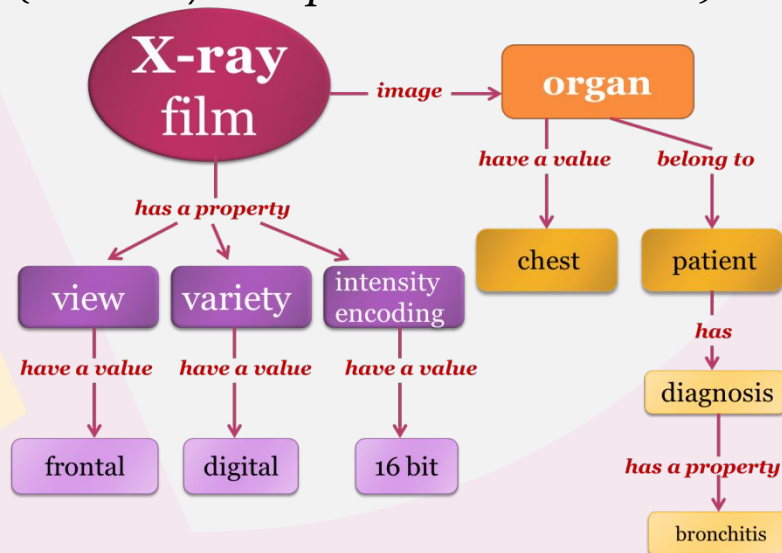 X-ray
film
image
organ
have a value
belong to
has a property
chest
patient
view
variety
intensity
encoding
has
have a value
have a value
have a value
diagnosis
frontal
digital
16 bit
has a property
bronchitis